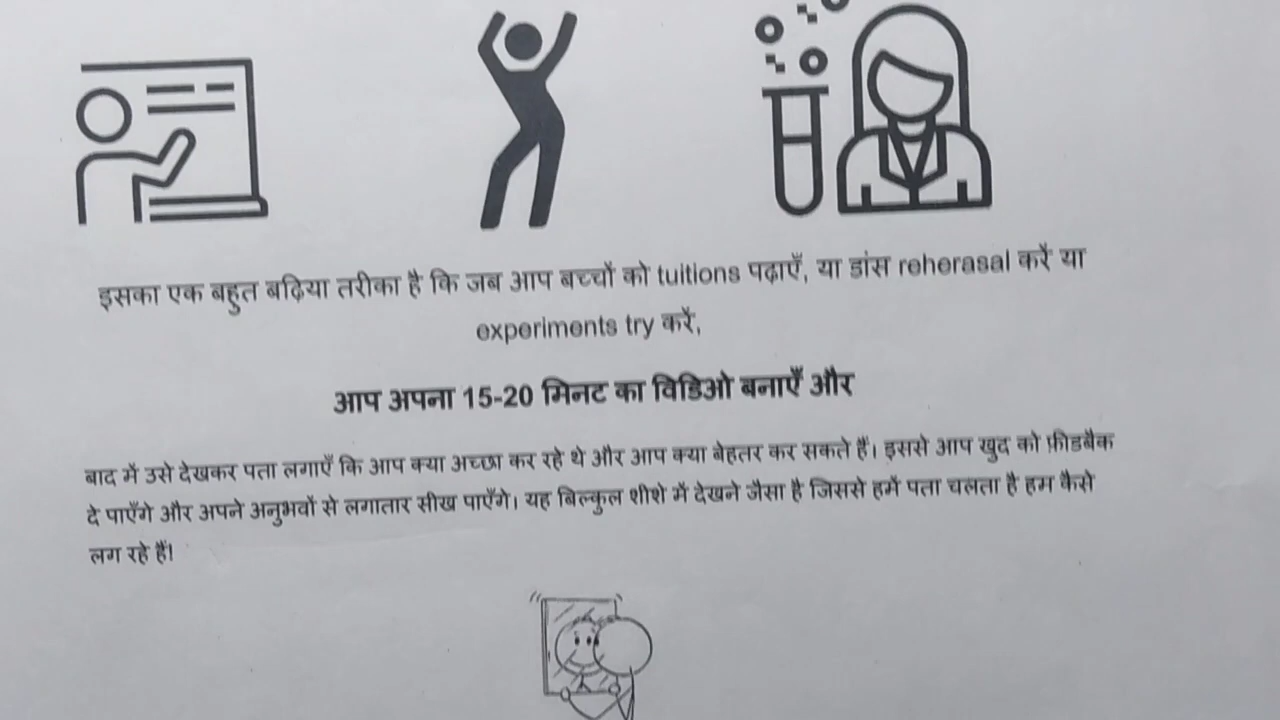 इसका एक बहुत बढ़िया तरीका है कि जब आप बच्चों को tuitions पढ़ाएँ, या डांस reherasal करें या
experiments try करें,
आप अपना 15-20 मिनट का विडिओ बनाएँ और
बाद में उसे देखकर पता लगाएँ कि आप क्या अच्छा कर रहे थे और आप क्या बेहतर कर सकते हैं। इससे आप खुद को फ़ीडबैक
दे पाएँगे और अपने अनुभवों से लगातार सीख पाएँगे। यह बिल्कुल शीशे में देखने जैसा है जिससे हमें पता चलता है हम कैसे
लग रहे हैं।